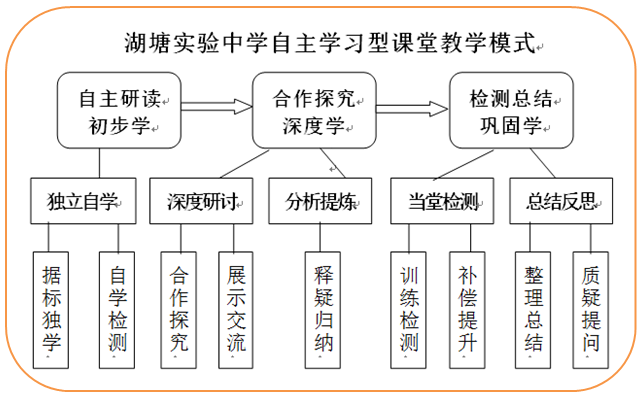 湖塘实验中学自主学习型课堂教学模式
自主研读
初步学
合作探究
深度学
检测总结
巩固学
独立自学
深度研讨
分析提炼
当堂检测
总结反思
据标独学
自学检测
合作探究
展示交流
释疑归纳
训练检测
补偿提升
整理总结
质疑提问